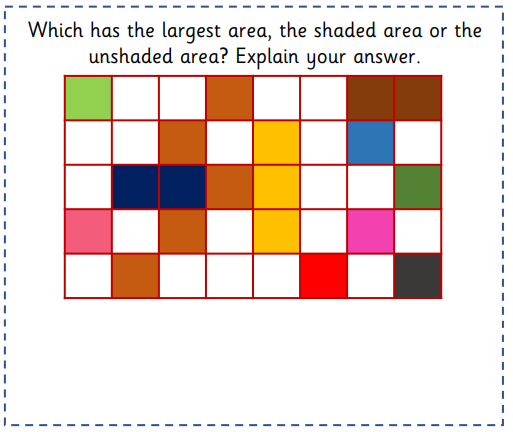 Which has the largest area, the shaded area or the
unshaded area? Explain your answer.